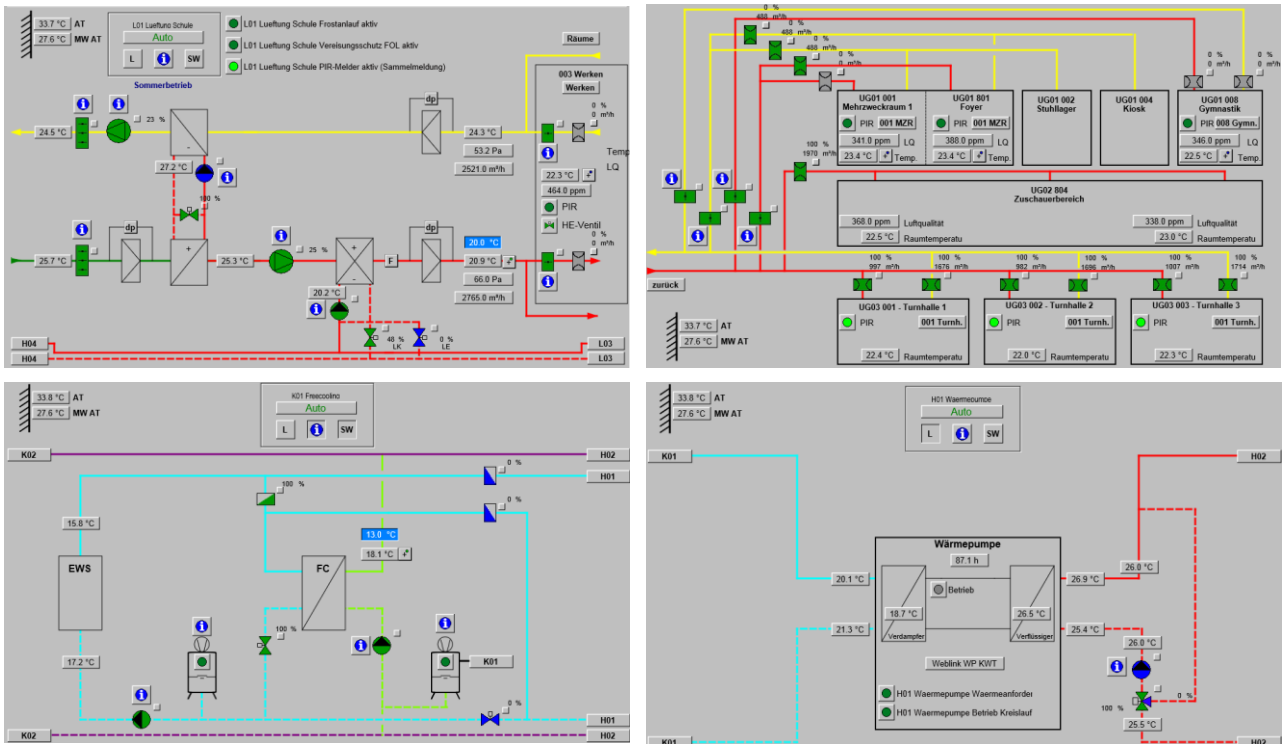 33.7 °C AT
27.6 °C MW AT
L01 Lueftung Schule
Auto
L
i
SW
L01 Lueftung Schule Frostanlauf aktiv
L01 Lueftung Schule Vereisungsschutz FOL aktiv
L01 Lueftung Schule PIR-Melder aktiv (Sammelmeldung)
Sommerbetrieb
Räume
003 Werken
Werken
0 %
0 m³/h
dp
24.5 °C
23 %
24.3 °C
53.2 Pa
2521.0 m³/h
Temp
LQ
27.2 °C
22.3 °C
464.0 ppm
PIR
HE-Ventil
100 %
0 %
0 m³/h
dp
dp
25.7 °C
25.3 °C
25 %
F
20.0 °C
20.9 °C
66.0 Pa
2765.0 m³/h
20.2 °C
48 %
LK
0 %
LE
H04
L03
H04
L03
0 %
488 m³/h
0 %
488 m³/h
0 %
488 m³/h
0 %
0 m³/h
0 %
0 m³/h
UG01 001
Mehrzweckraum 1
PIR 001 MZR
341.0 ppm
23.4 °C Temp.
UG01 801
Foyer
PIR 001 MZR
388.0 ppm LQ
23.4 °C Temp.
UG01 002
Stuhllager
UG01 004
Kiosk
UG01 008
Gymnastik
PIR 008 Gymn.
346.0 ppm LQ
22.5 °C Temp.
100 %
1970 m³/h
UG02 804
Zuschauerbereich
368.0 ppm Luftqualität
22.5 °C Raumtemperatu
338.0 ppm Luftqualität
23.0 °C Raumtemperatu
zurück
100 %
997 m³/h
100 %
1676 m³/h
100 %
982 m³/h
100 %
1696 m³/h
100 %
1007 m³/h
100 %
1714 m³/h
UG03 001 - Turnhalle 1
PIR 001 Turnh.
22.4 °C Raumtemperatu
UG03 002 - Turnhalle 2
PIR 001 Turnh.
22.0 °C Raumtemperatu
UG03 003 - Turnhalle 3
PIR 001 Turnh.
22.3 °C Raumtemperatu
33.7 °C AT
27.6 °C MW AT
33.8 °C AT
27.6 °C MW AT
K01 Freecooling
Auto
L
i
SW
K02
H02
0 %
H01
100 %
0 %
15.8 °C
13.0 °C
18.1 °C
EWS
FC
100 %
17.2 °C
K01
H01
K02
H02
33.8 °C AT
27.6 °C MW AT
H01 Waermepumpe
Auto
L
i
SW
K01
H02
Wärmepumpe
87.1 h
20.1 °C
26.9 °C
26.0 °C
Betrieb
18.7 °C
26.5 °C
21.3 °C
25.4 °C
Verdampfer
Verflüssiger
26.0 °C
Weblink WP KWT
H01 Waermepumpe Waermeanforder
H01 Waermepumpe Betrieb Kreislauf
0 %
100 %
25.5 °C
K01
H02